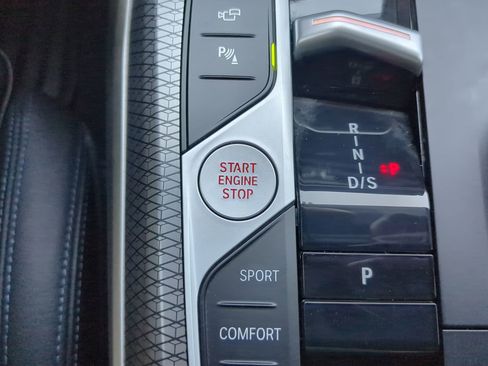 P
START
ENGINE
STOP
SPORT
COMFORT
R
N
D/S
P
P